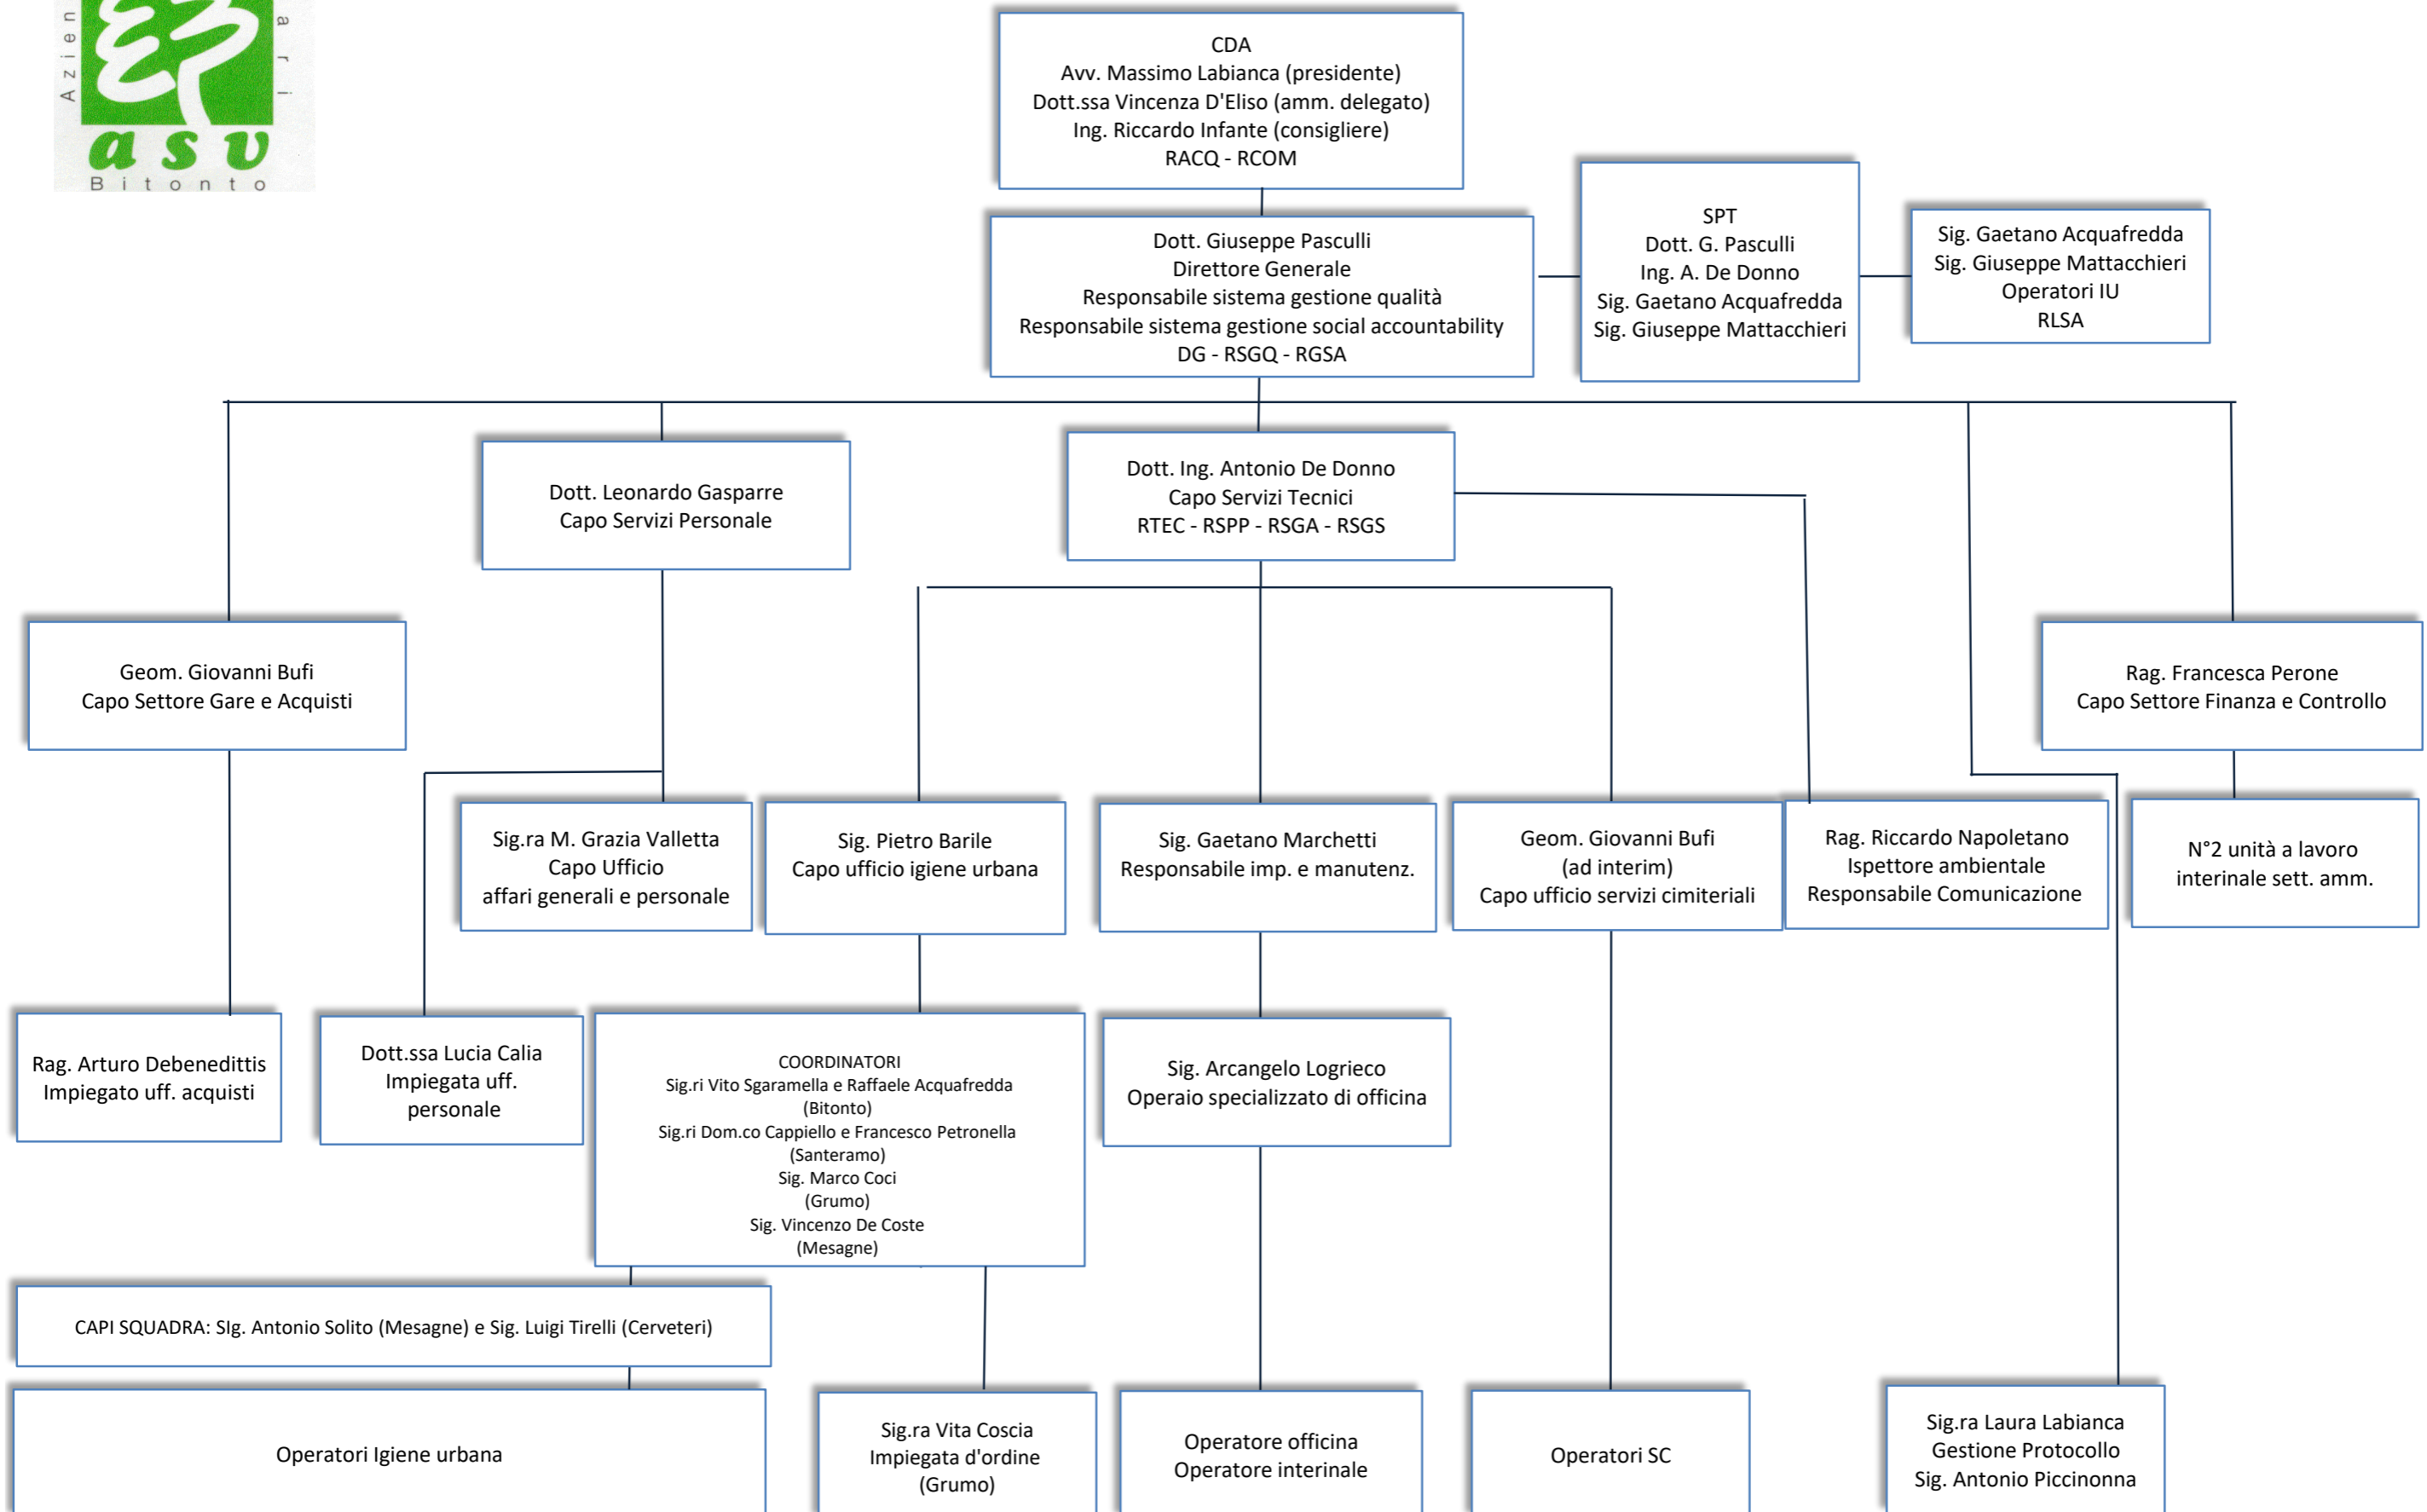 Azien
ari
asv
Bitonto
CDA
Avv. Massimo Labianca (presidente)
Dott.ssa Vincenza D'Eliso (amm. delegato)
Ing. Riccardo Infante (consigliere)
RACQ - RCOM
Dott. Giuseppe Pasculli
Direttore Generale
Responsabile sistema gestione qualità
Responsabile sistema gestione social accountability
DG - RSGQ - RGSA
SPT
Dott. G. Pasculli
Ing. A. De Donno
Sig. Gaetano Acquafredda
Sig. Giuseppe Mattacchieri
Sig. Gaetano Acquafredda
Sig. Giuseppe Mattacchieri
Operatori IU
RLSA
Dott. Leonardo Gasparre
Capo Servizi Personale
Dott. Ing. Antonio De Donno
Capo Servizi Tecnici
RTEC - RSPP - RSGA - RSGS
Geom. Giovanni Bufi
Capo Settore Gare e Acquisti
Rag. Francesca Perone
Capo Settore Finanza e Controllo
Sig.ra M. Grazia Valletta
Capo Ufficio
affari generali e personale
Sig. Pietro Barile
Capo ufficio igiene urbana
Sig. Gaetano Marchetti
Responsabile imp. e manutenz.
Geom. Giovanni Bufi
(ad interim)
Capo ufficio servizi cimiteriali
Rag. Riccardo Napoletano
Ispettore ambientale
Responsabile Comunicazione
N°2 unità a lavoro
interinale sett. amm.
Rag. Arturo Debenedittis
Impiegato uff. acquisti
Dott.ssa Lucia Calia
Impiegata uff.
personale
COORDINATORI
Sig.ri Vito Sgaramella e Raffaele Acquafredda
(Bitonto)
Sig.ri Dom.co Cappiello e Francesco Petronella
(Santeramo)
Sig. Marco Coci
(Grumo)
Sig. Vincenzo De Coste
(Mesagne)
Sig. Arcangelo Logrieco
Operaio specializzato di officina
CAPI SQUADRA: SIg. Antonio Solito (Mesagne) e Sig. Luigi Tirelli (Cerveteri)
Operatori Igiene urbana
Sig.ra Vita Coscia
Impiegata d'ordine
(Grumo)
Operatore officina
Operatore interinale
Operatori SC
Sig.ra Laura Labianca
Gestione Protocollo
Sig. Antonio Piccinonna